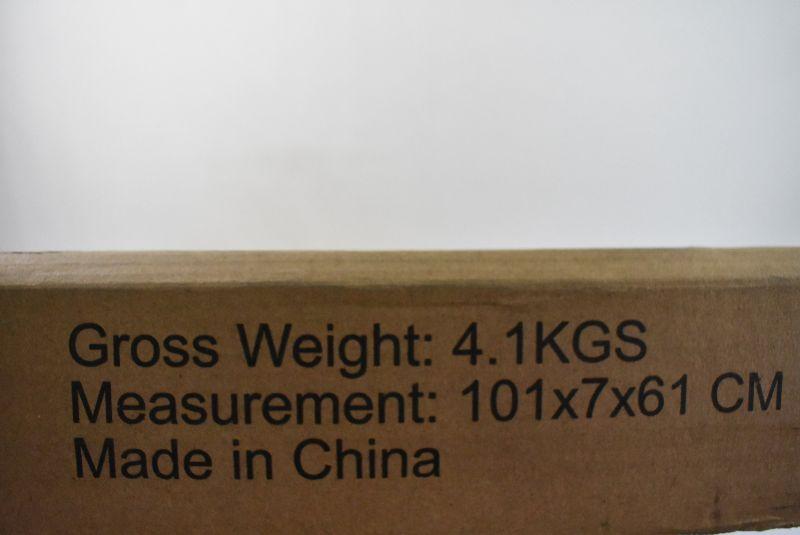 Gross Weight: 4.1KGS
Measurement: 101x7x61 CM
Made in China